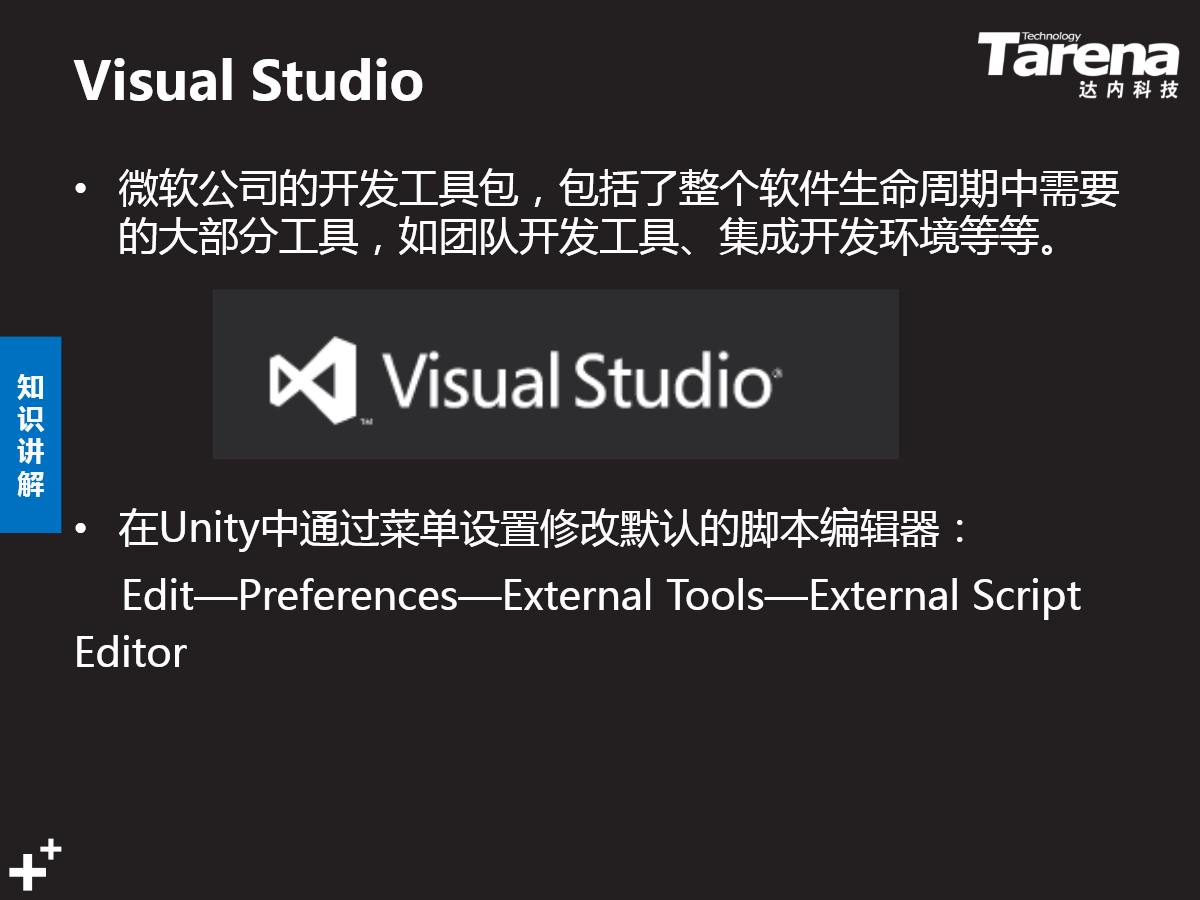 Visual Studio
Technology
Tarena
达内科技
• 微软公司的开发工具包，包括了整个软件生命周期中需要
的大部分工具，如团队开发工具、集成开发环境等等。
Visual Studio®
™
知
识
讲
解
• 在Unity中通过菜单设置修改默认的脚本编辑器：
Edit—Preferences—External Tools—External Script
Editor